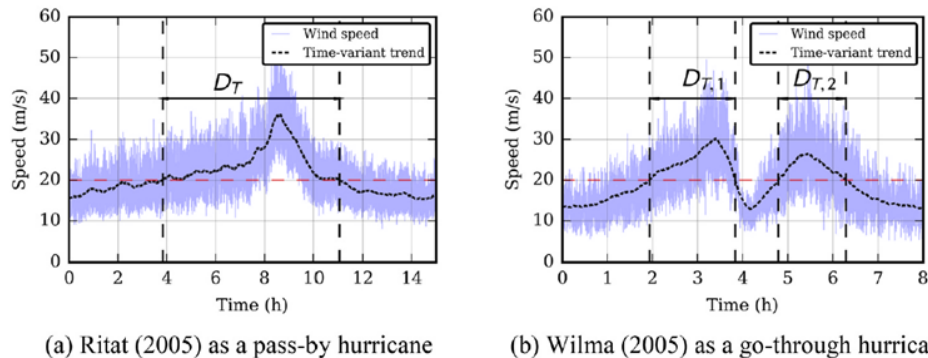 60
50
40
30
20
10
0
Speed (m/s)
Wind speed
Time-variant trend
D_T
0 2 4 6 8 10 12 14
Time (h)
(a) Ritat (2005) as a pass-by hurricane
60
50
40
30
20
10
0
Speed (m/s)
Wind speed
Time-variant trend
D_T,1
D_T,2
0 1 2 3 4 5 6 7 8
Time (h)
(b) Wilma (2005) as a go-through hurrica